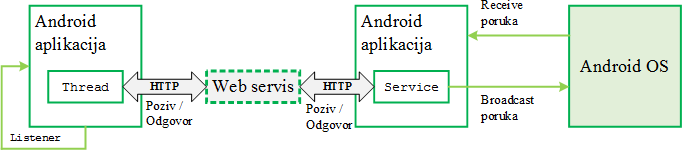 Android
aplikacija
Thread
Listener
HTTP
Poziv /
Odgovor
Web servis
HTTP
Poziv /
Odgovor
Android
aplikacija
Service
Receive
poruka
Broadcast
poruka
Android OS